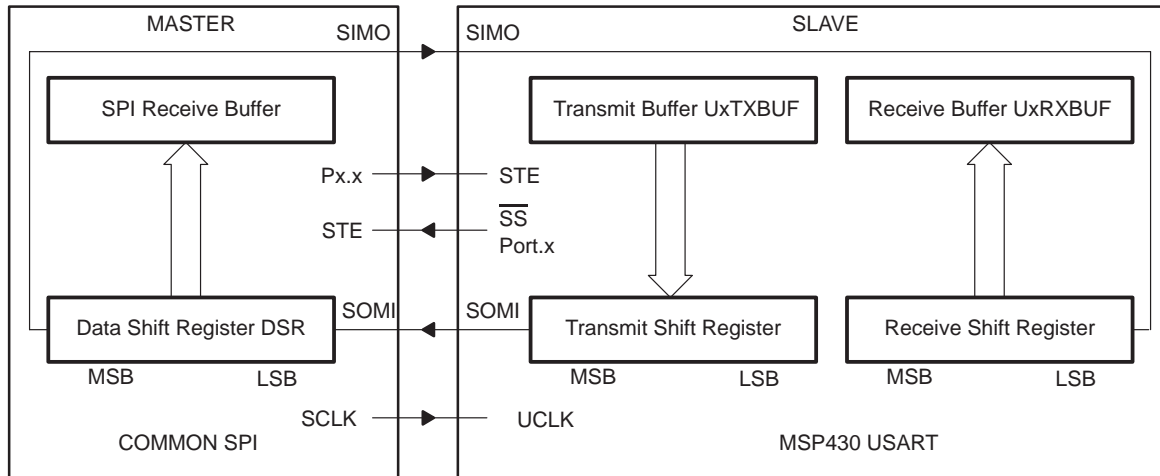 MASTER
SIMO
SPI Receive Buffer
Px.x
STE
Data Shift Register DSR
SOMI
MSB
LSB
SCLK
COMMON SPI
SLAVE
SIMO
Transmit Buffer UxTXBUF
Receive Buffer UxRXBUF
STE
SS
Port.x
SOMI
Transmit Shift Register
Receive Shift Register
MSB
LSB
MSB
LSB
UCLK
MSP430 USART